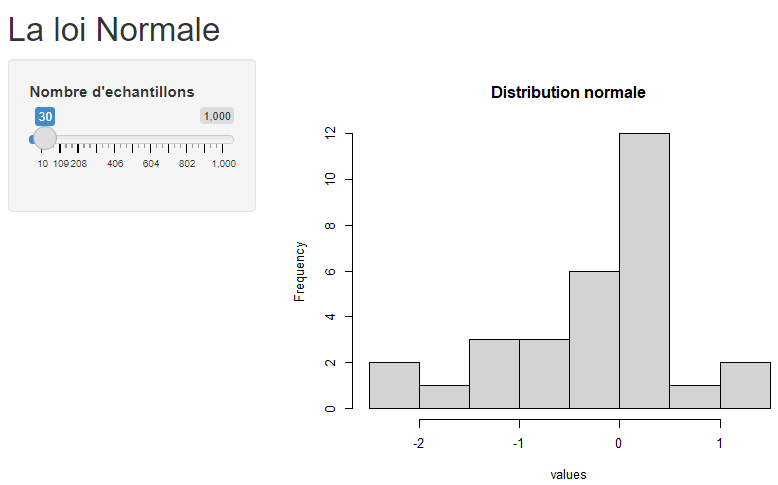 La loi Normale
Nombre d'echantillons
30 1,000
10 109 208 406 604 802 1,000
Distribution normale
Frequency
12
10
8
6
4
2
0
-2 -1 0 1
values